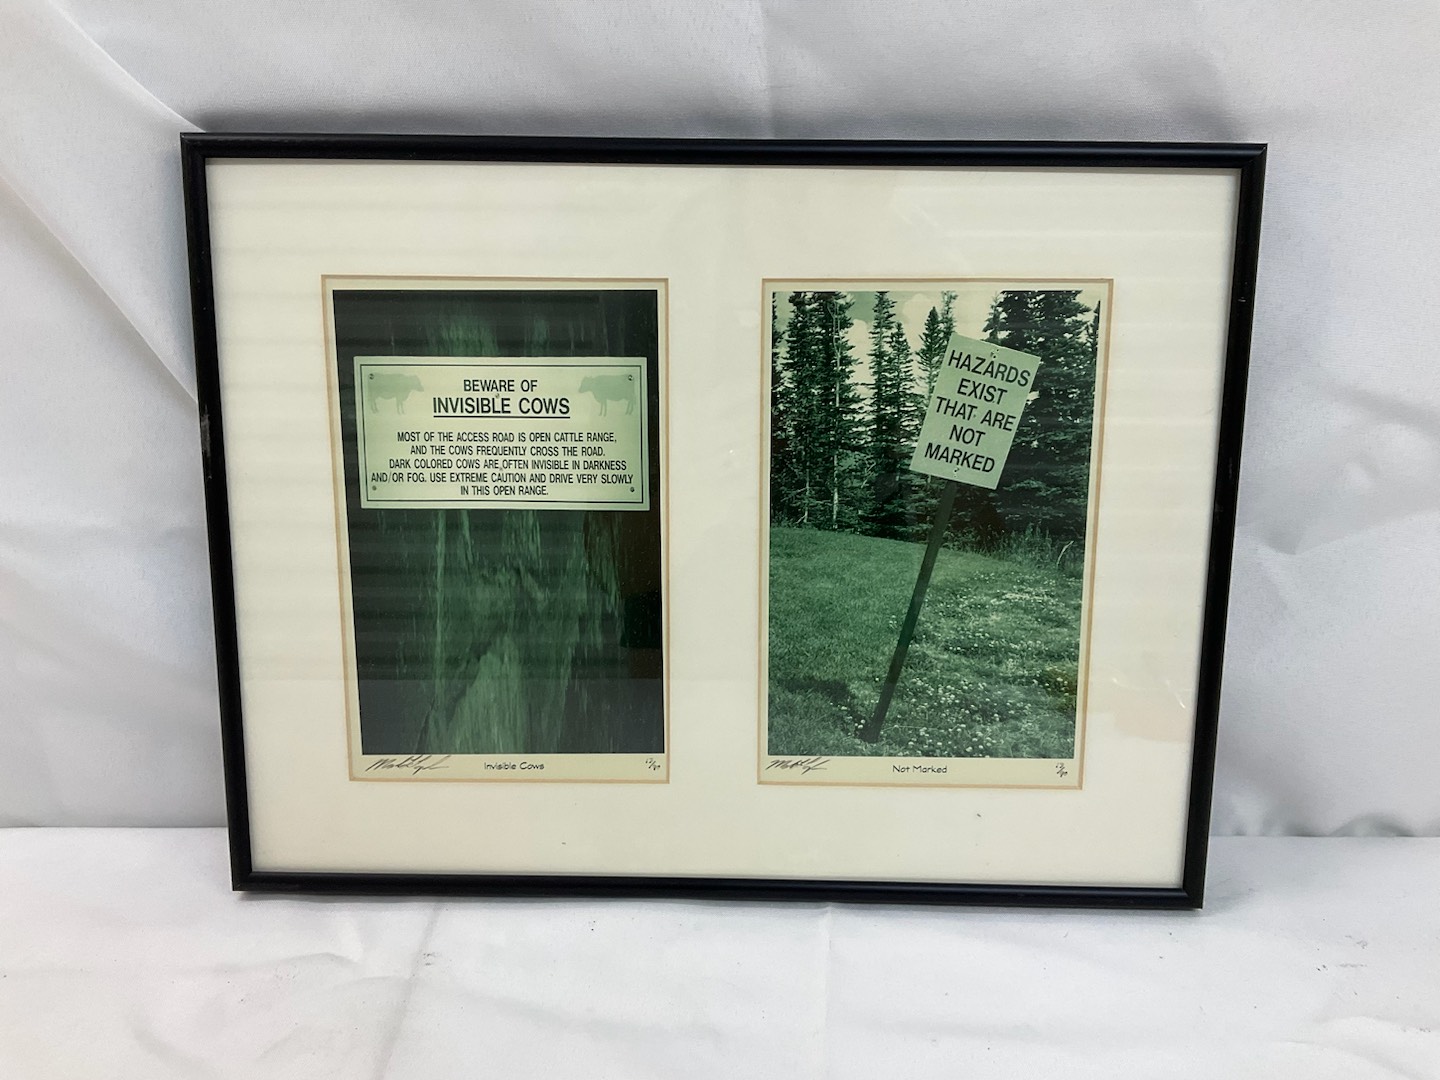 BEWARE OF
INVISIBLE COWS
MOST OF THE ACCESS ROAD IS OPEN CATTLE RANGE,
AND THE COWS FREQUENTLY CROSS THE ROAD.
DARK COLORED COWS ARE OFTEN INVISIBLE IN DARKNESS
AND/OR FOG. USE EXTREME CAUTION AND DRIVE VERY SLOWLY
IN THIS OPEN RANGE.
Invisible Cows
HAZARDS
EXIST
THAT ARE
NOT
MARKED
Not Marked